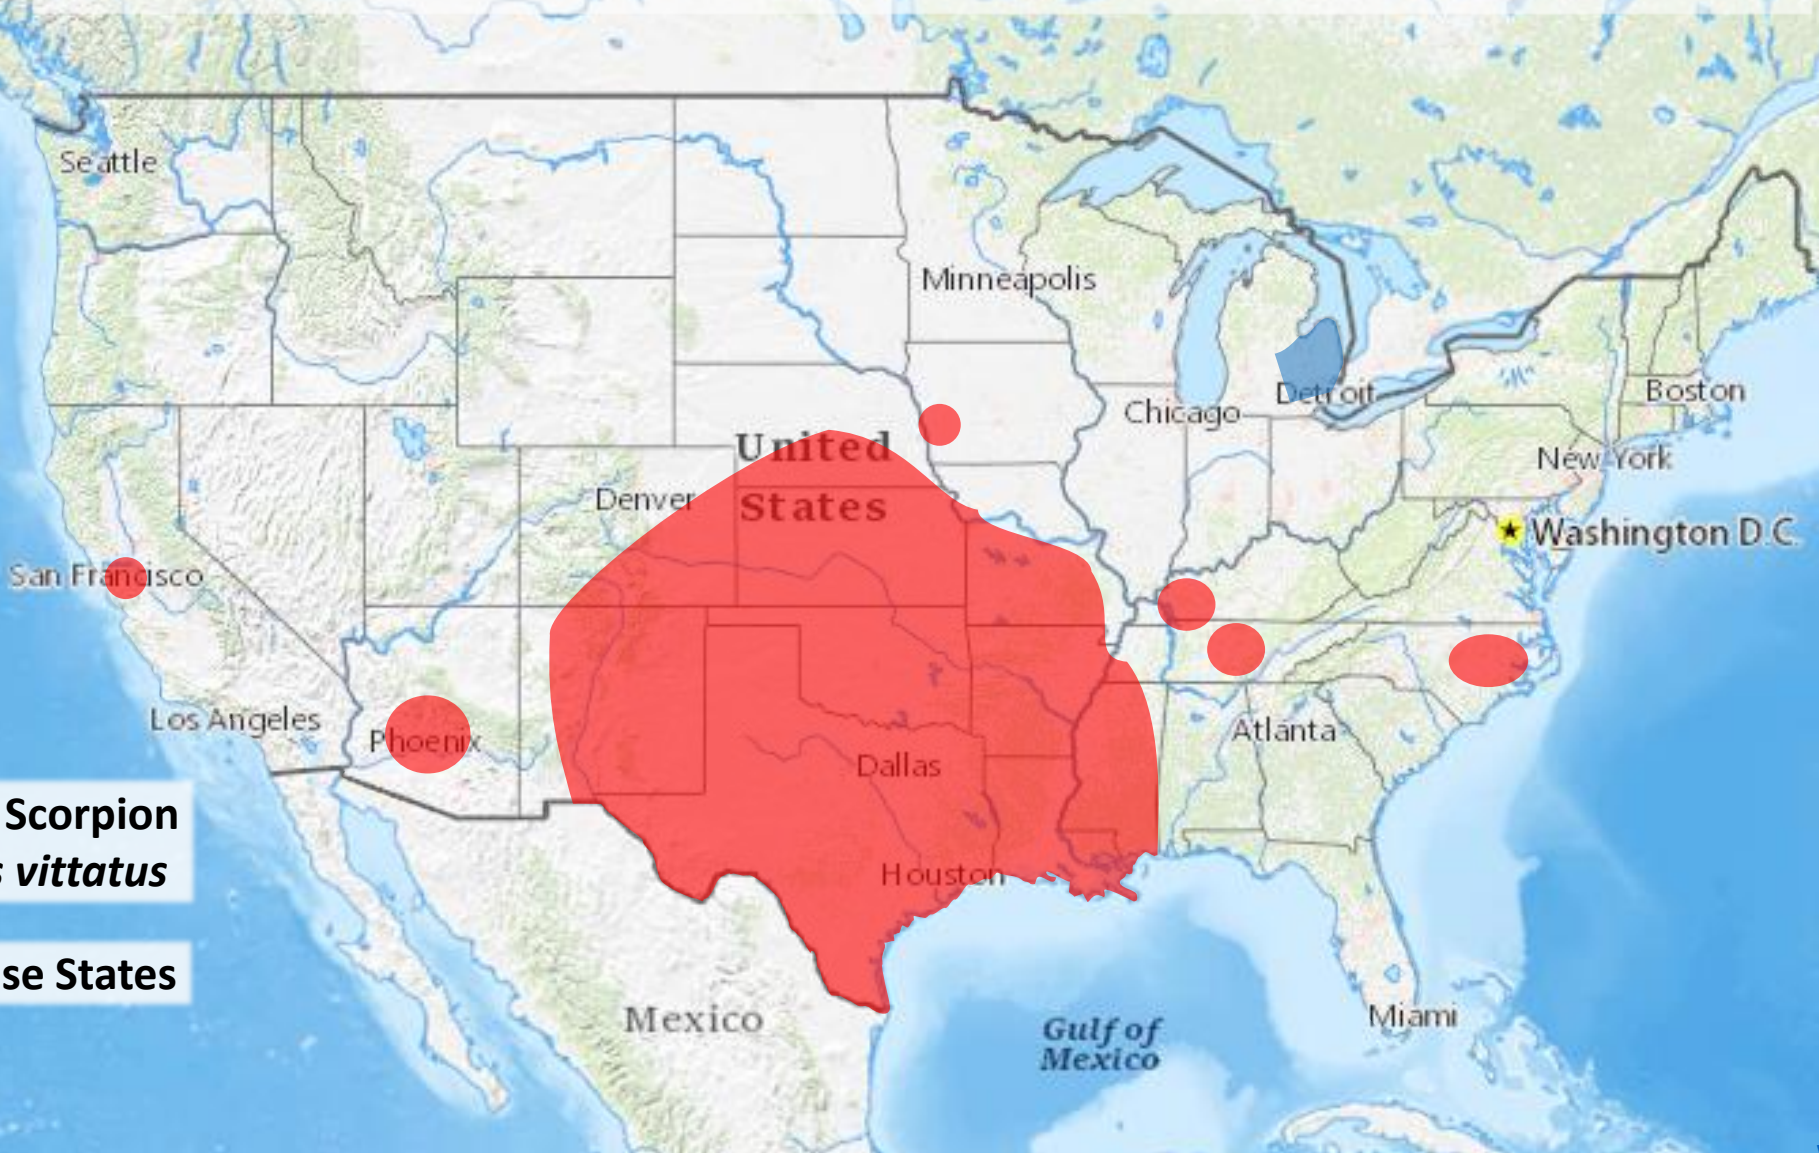 Seattle
Minneapolis
Detroit
Boston
Chicago
United
New York
Denver
States
Washington D.C.
San Francisco
Los Angeles
Phoenix
Atlanta
Dallas
Scorpion
s vittatus
Houston
se States
Mexico
Miami
Gulf of
Mexico